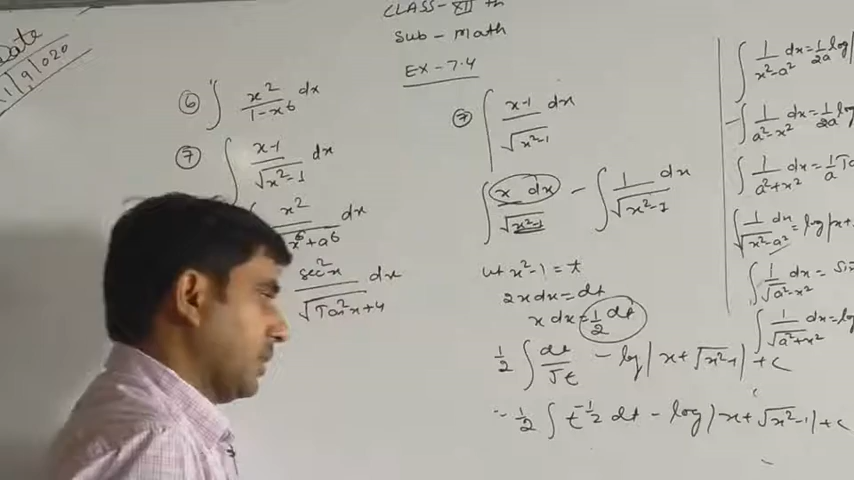 Date
1/9/020
CLASS-XII th
Sub - Math
EX - 7.4
⑥ ∫ x²/(1-x⁶) dx
⑦ ∫ (x-1)/√(x²-1) dx
x²/√(x⁶+a⁶) dx
sec²x/√(Tan²x+4) dx
⑦ ∫ (x-1)/√(x²-1) dx
∫ x dx/√(x²-1) - ∫ 1/√(x²-1) dx
let x²-1 = t
2x dx = dt
x dx = 1/2 dt
1/2 ∫ dt/√t - log|x+√(x²-1)| + c
1/2 ∫ t^(-1/2) dt - log|x+√(x²-1)| + c
∫ 1/(x²-a²) dx = 1/2a log|
∫ 1/(a²-x²) dx = 1/2a log
∫ 1/(a²+x²) dx = 1/a Ta
∫ 1/√(x²-a²) dx = log|x+
∫ 1/√(a²-x²) dx = Sin
∫ 1/√(a²+x²) dx = log